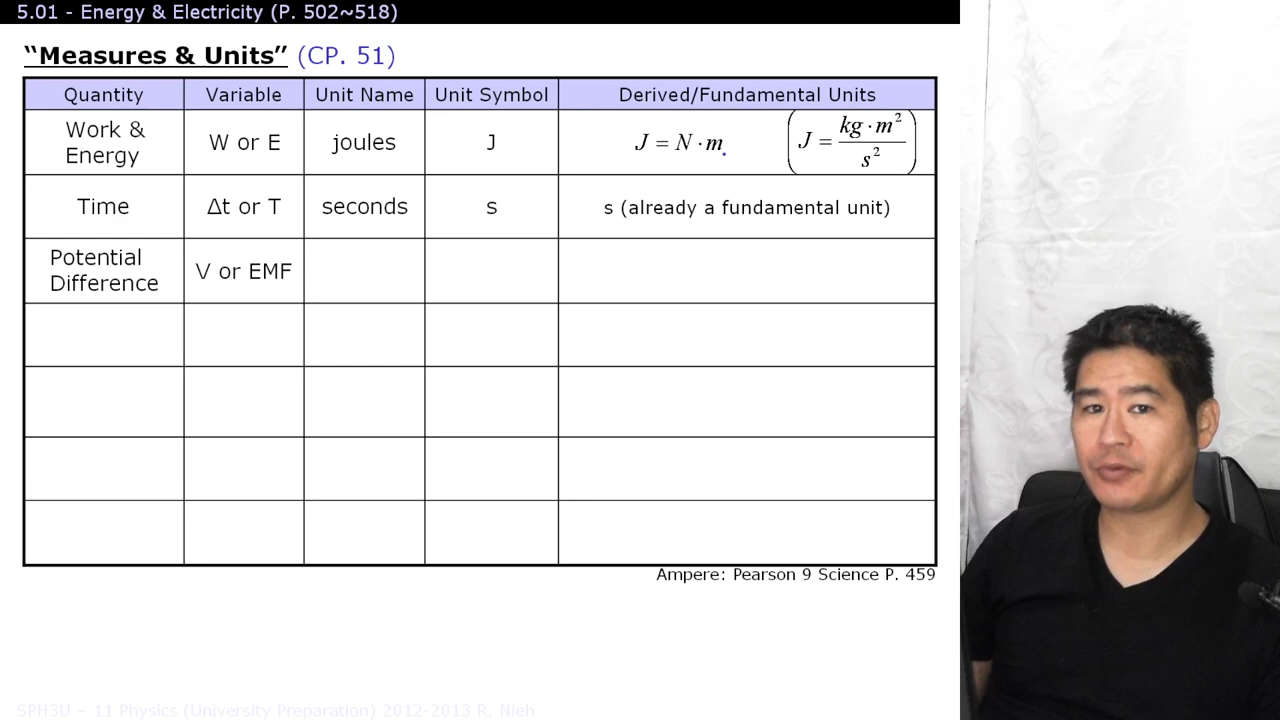 5.01 - Energy & Electricity (P. 502~518)
“Measures & Units” (CP. 51)
Quantity Variable Unit Name Unit Symbol Derived/Fundamental Units
Work & Energy W or E joules J J = N · m. (J = kg · m² / s²)
Time Δt or T seconds s s (already a fundamental unit)
Potential Difference V or EMF
Ampere: Pearson 9 Science P. 459
SPH3U – 11 Physics (University Preparation) 2012-2013 R. Nieh